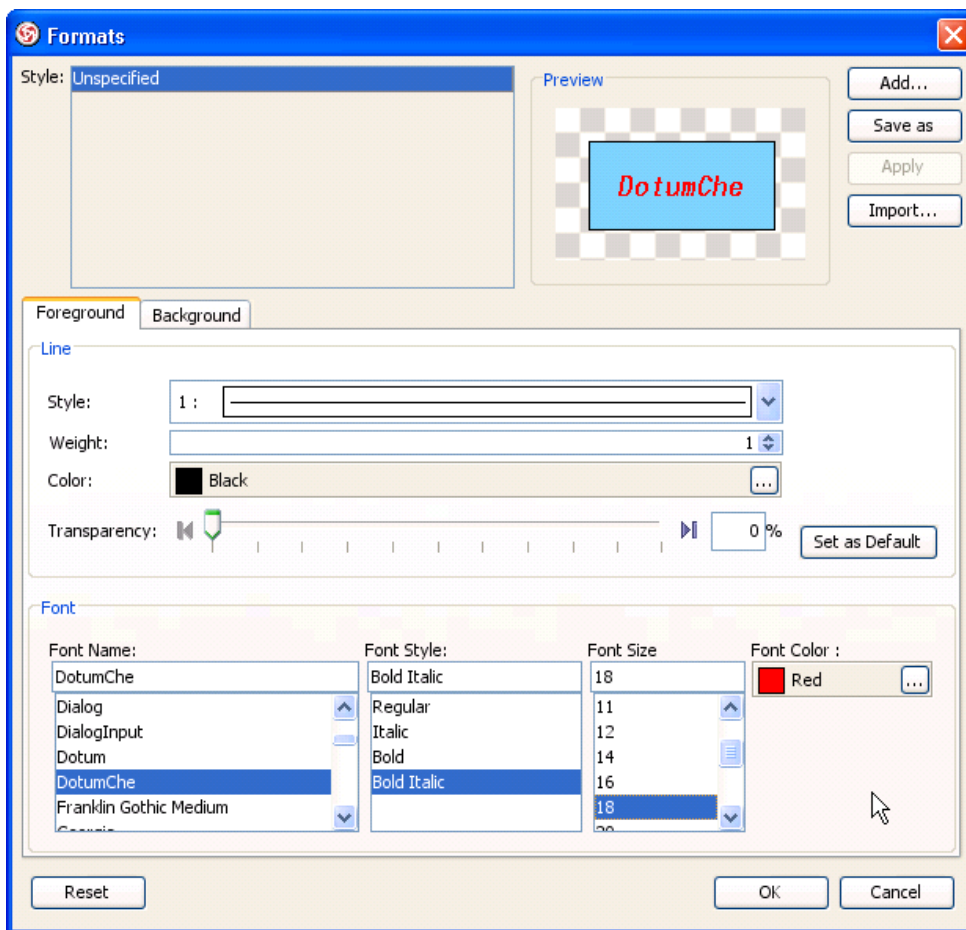 Formats
Style:
Unspecified
Preview
DotumChe
Add...
Save as
Apply
Import...
Foreground
Background
Line
Style:
1 :
Weight:
1
Color:
Black
...
Transparency:
0 %
Set as Default
Font
Font Name:
Font Style:
Font Size
Font Color :
DotumChe
Bold Italic
18
Red
...
Dialog
Regular
11
DialogInput
Italic
12
Dotum
Bold
14
DotumChe
Bold Italic
16
Franklin Gothic Medium
18
Georgia
20
Reset
OK
Cancel